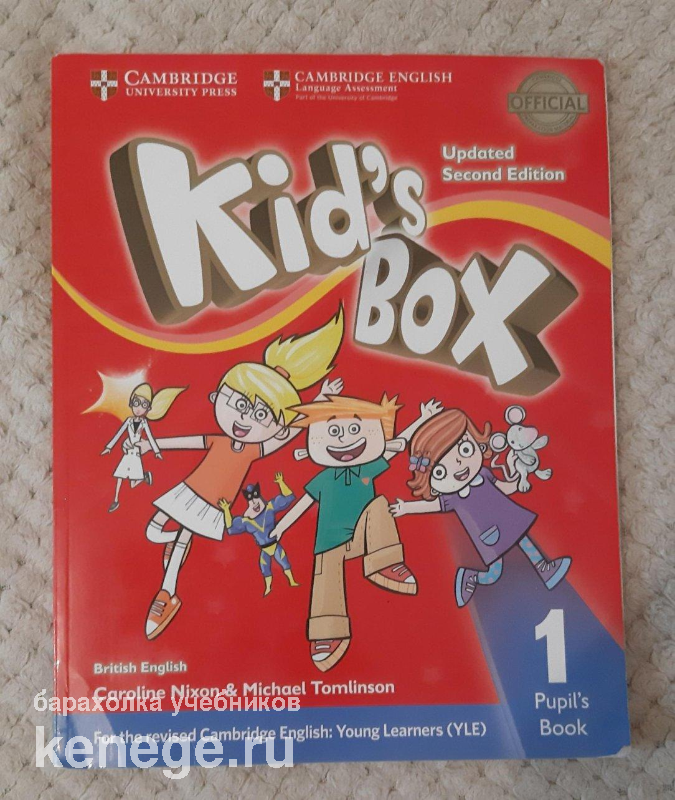 CAMBRIDGE
UNIVERSITY PRESS
CAMBRIDGE ENGLISH
Language Assessment
Part of the University of Cambridge
OFFICIAL
Updated
Second Edition
Kid's
BOX
British English
Caroline Nixon & Michael Tomlinson
барахолка учебников
For the revised Cambridge English: Young Learners (YLE)
kenege.ru
1
Pupil's
Book